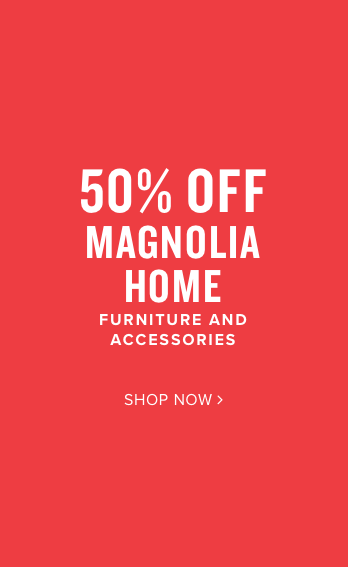 50% OFF
MAGNOLIA
HOME
FURNITURE AND
ACCESSORIES
SHOP NOW >